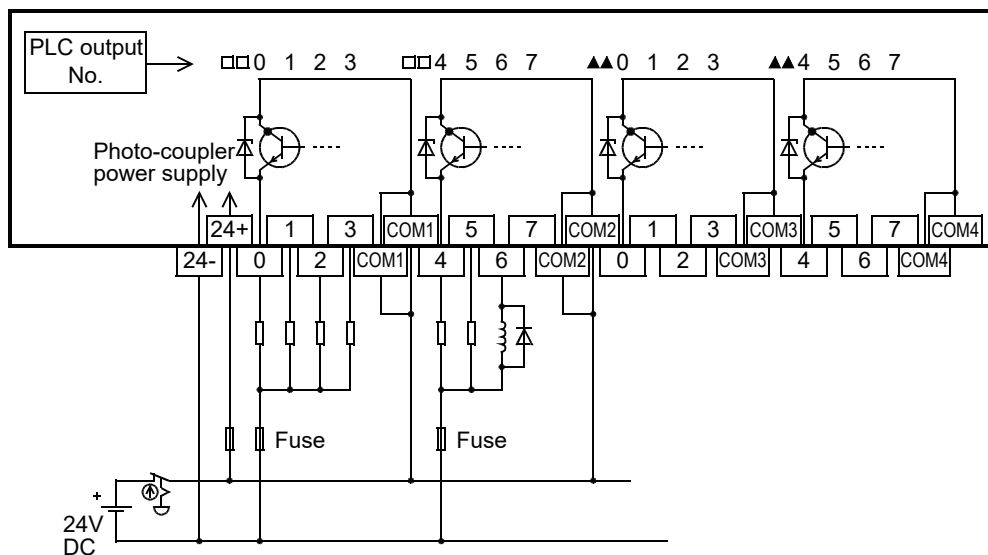 PLC output
No.
□□0 1 2 3
□□4 5 6 7
▲▲0 1 2 3
▲▲4 5 6 7
Photo-coupler
power supply
24+ 1 3 COM1 5 7 COM2 1 3 COM3 5 7 COM4
24- 0 2 COM1 4 6 COM2 0 2 COM3 4 6 COM4
Fuse
Fuse
+
24V
DC